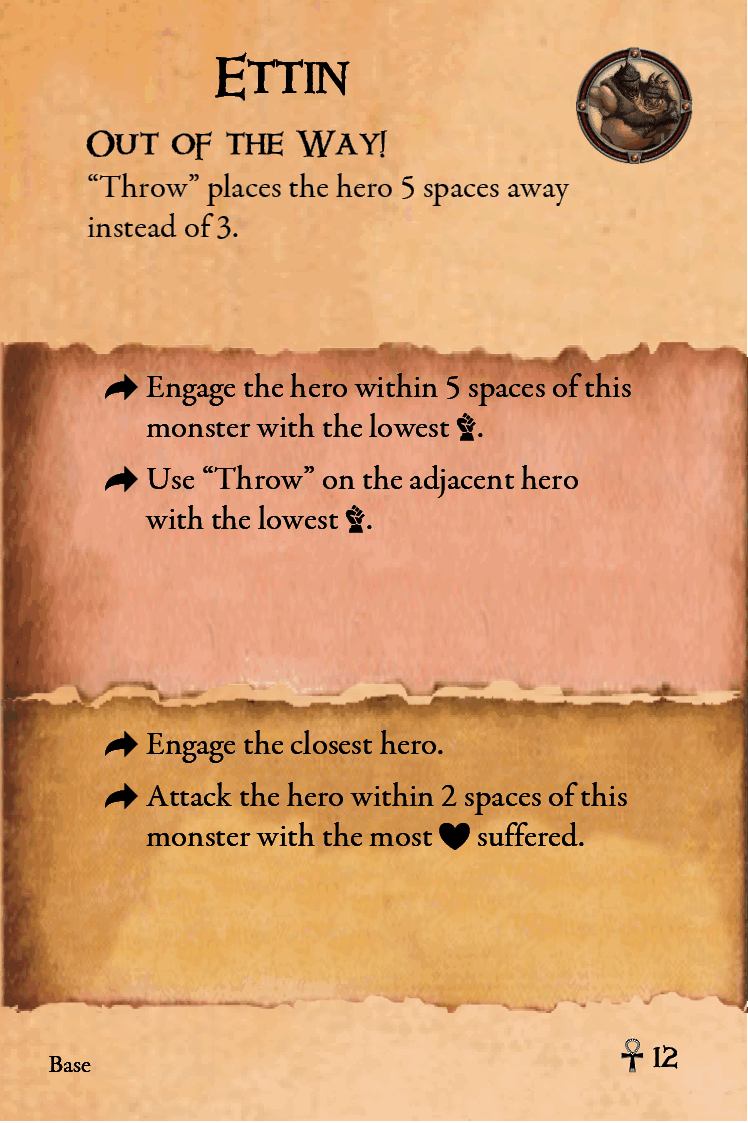 Ettin
Out of the Way!
“Throw” places the hero 5 spaces away
instead of 3.
Engage the hero within 5 spaces of this
monster with the lowest .
Use “Throw” on the adjacent hero
with the lowest .
Engage the closest hero.
Attack the hero within 2 spaces of this
monster with the most ♥ suffered.
Base
☥ 12